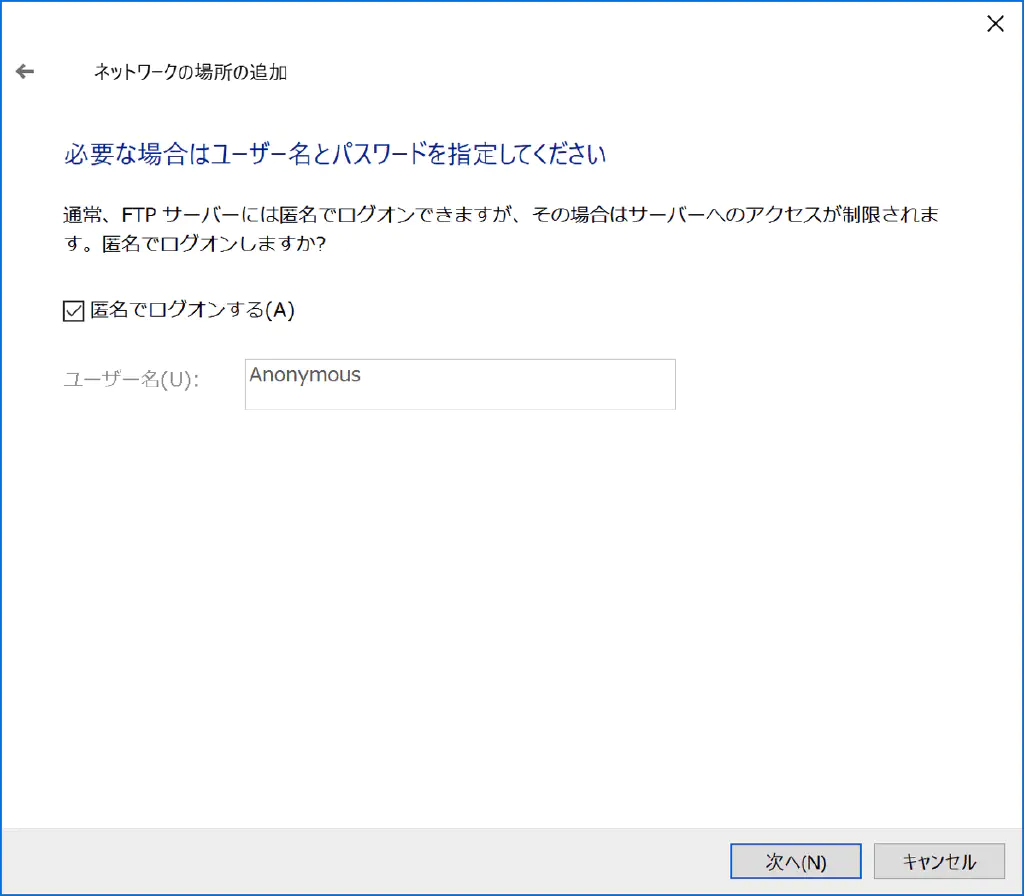 ネットワークの場所の追加
必要な場合はユーザー名とパスワードを指定してください
通常、FTP サーバーには匿名でログオンできますが、その場合はサーバーへのアクセスが制限されま
す。匿名でログオンしますか?
匿名でログオンする(A)
ユーザー名(U):
Anonymous
次へ(N)
キャンセル